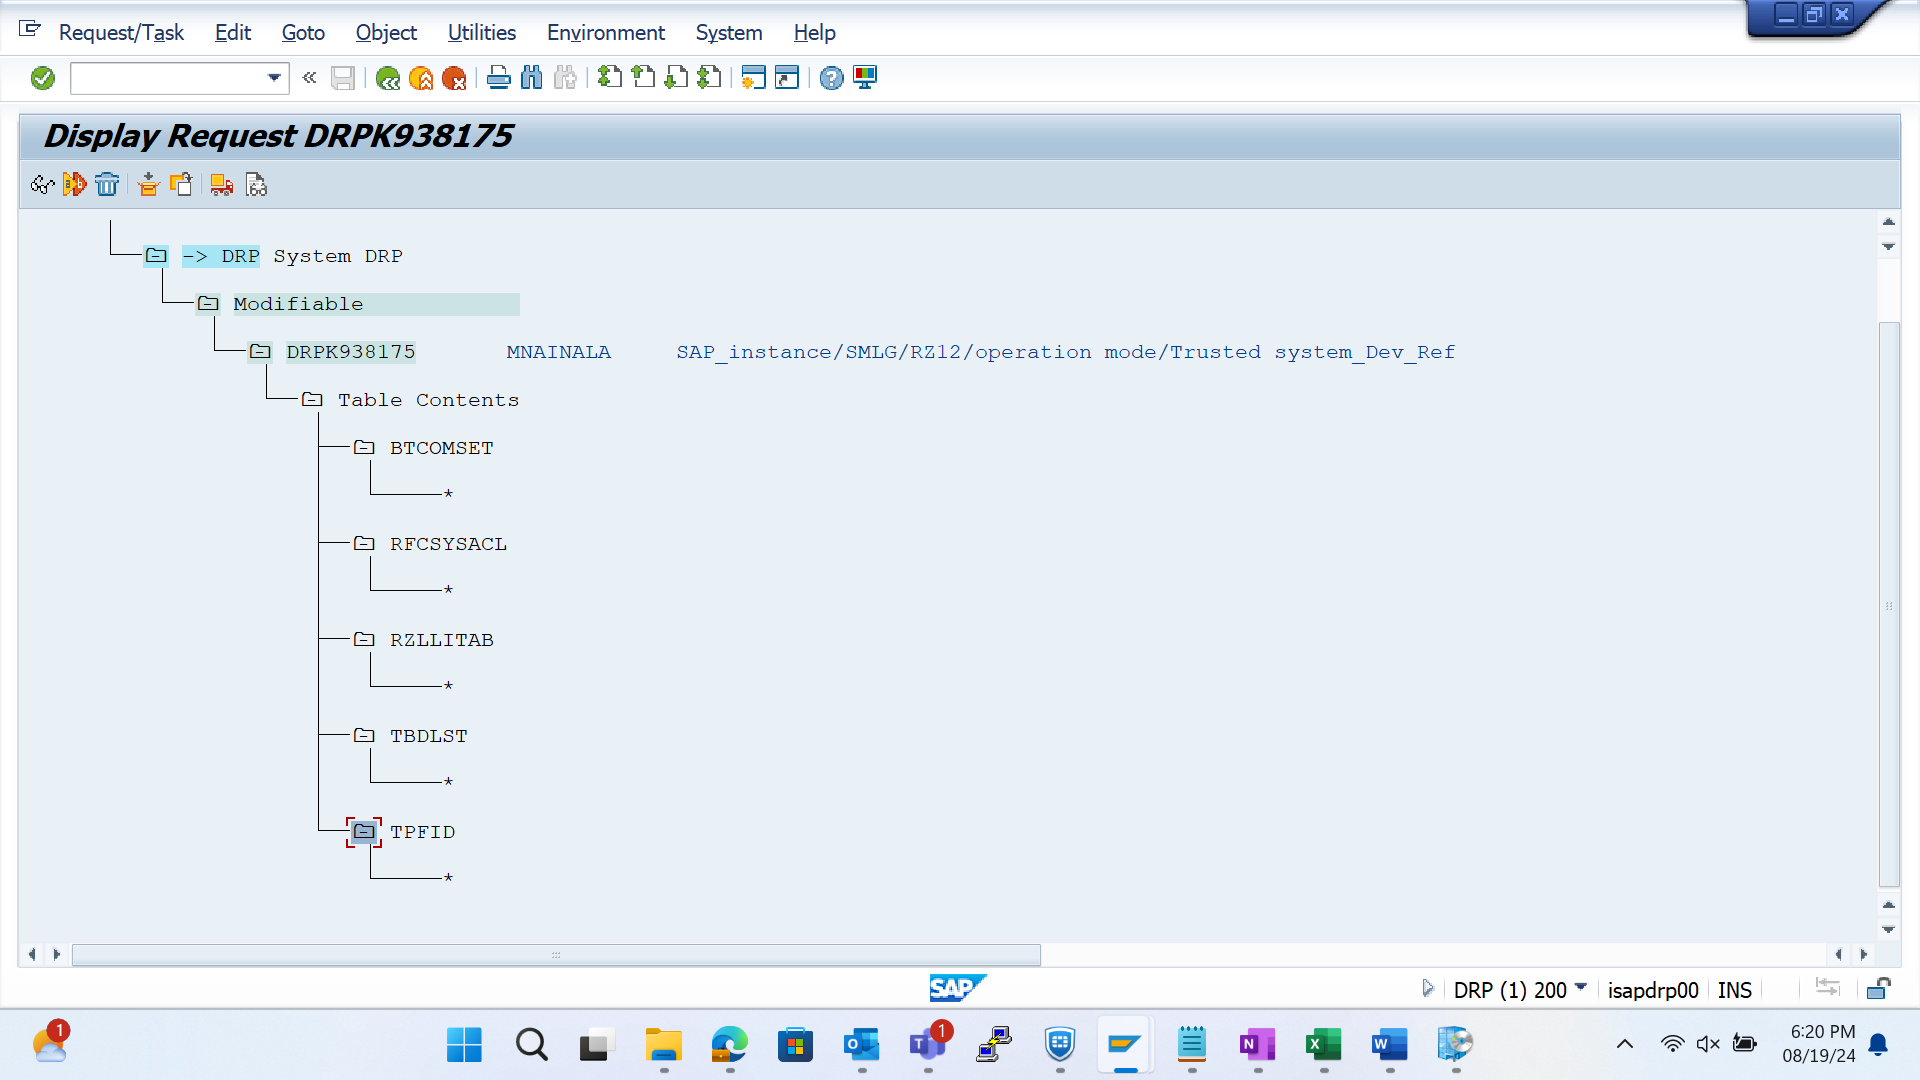 Request/Task Edit Goto Object Utilities Environment System Help
Display Request DRPK938175
-> DRP System DRP
Modifiable
DRPK938175 MNAINALA SAP_instance/SMLG/RZ12/operation mode/Trusted system_Dev_Ref
Table Contents
BTCOMSET
*
RFCSYSACL
*
RZLLITAB
*
TBDLST
*
TPFID
*
SAP
DRP (1) 200 isapdrp00 INS
1
1
6:20 PM
08/19/24